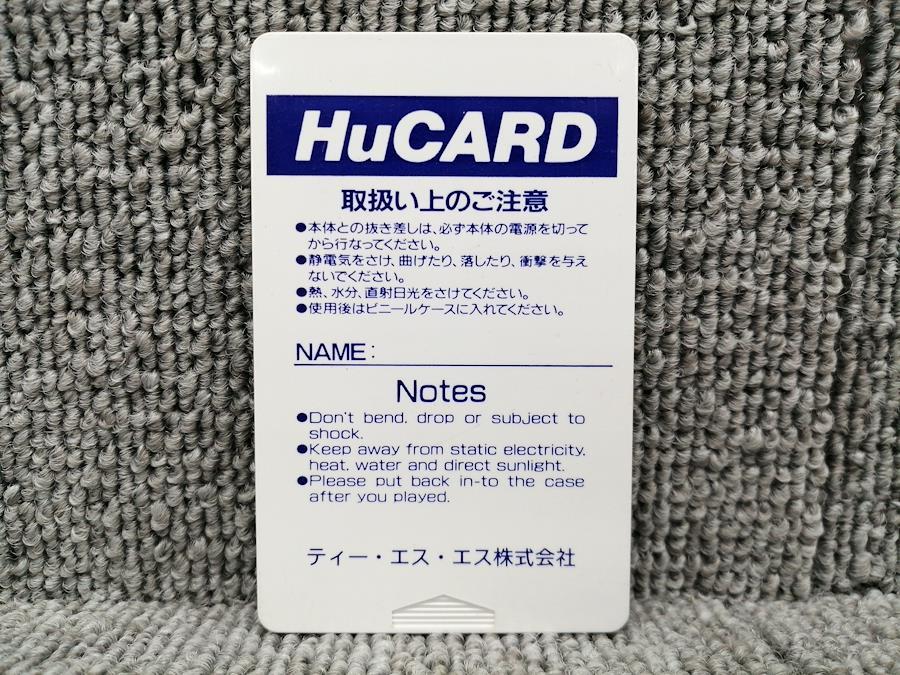 HuCARD
取扱い上のご注意
●本体との抜き差しは、必ず本体の電源を切って
から行なってください。
●静電気をさけ、曲げたり、落したり、衝撃を与え
ないでください。
●熱、水分、直射日光をさけてください。
●使用後はビニールケースに入れてください。
NAME:
Notes
●Don't bend, drop or subject to
shock.
●Keep away from static electricity,
heat, water and direct sunlight.
●Please put back in-to the case
after you played.
ティー・エス・エス株式会社